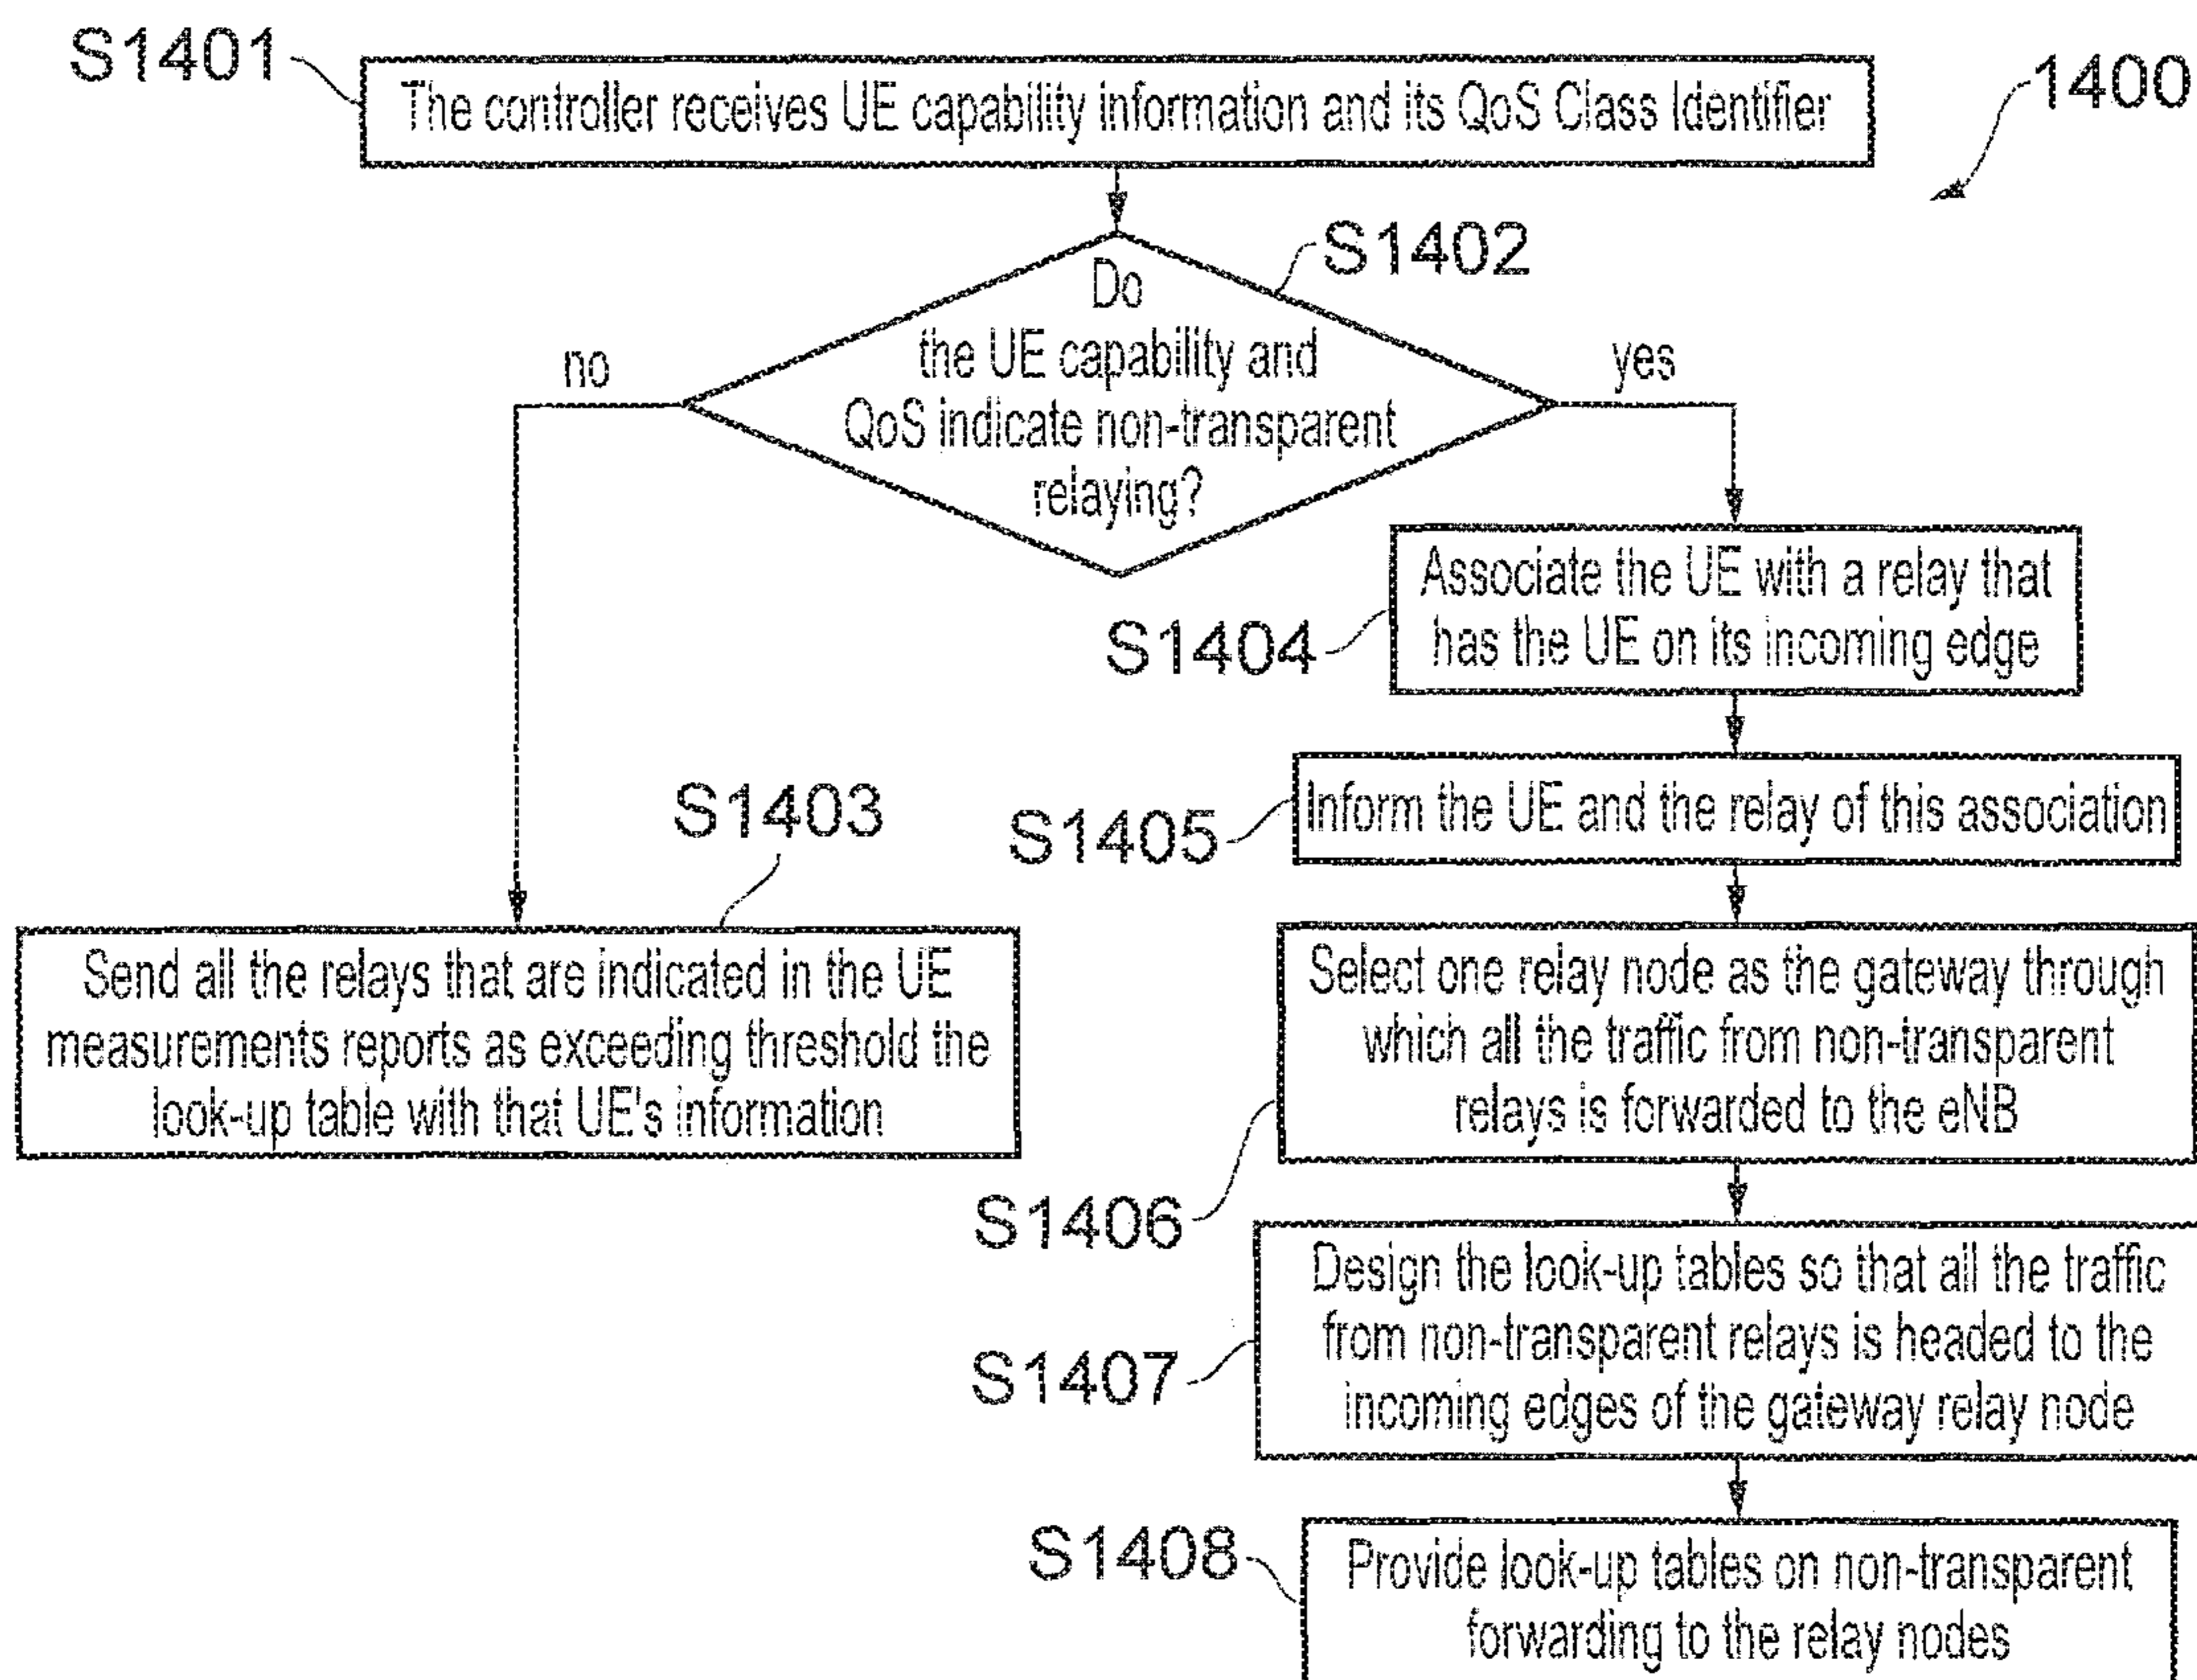 S1401
The controller receives UE capability information and its QoS Class Identifier
1400
S1402
Do
the UE capability and
QoS indicate non-transparent
relaying?
no
yes
Associate the UE with a relay that
has the UE on its incoming edge
S1404
Inform the UE and the relay of this association
S1405
S1403
Send all the relays that are indicated in the UE
measurements reports as exceeding threshold the
look-up table with that UE's information
Select one relay node as the gateway through
which all the traffic from non-transparent
relays is forwarded to the eNB
S1406
Design the look-up tables so that all the traffic
from non-transparent relays is headed to the
incoming edges of the gateway relay node
S1407
S1408
Provide look-up tables on non-transparent
forwarding to the relay nodes